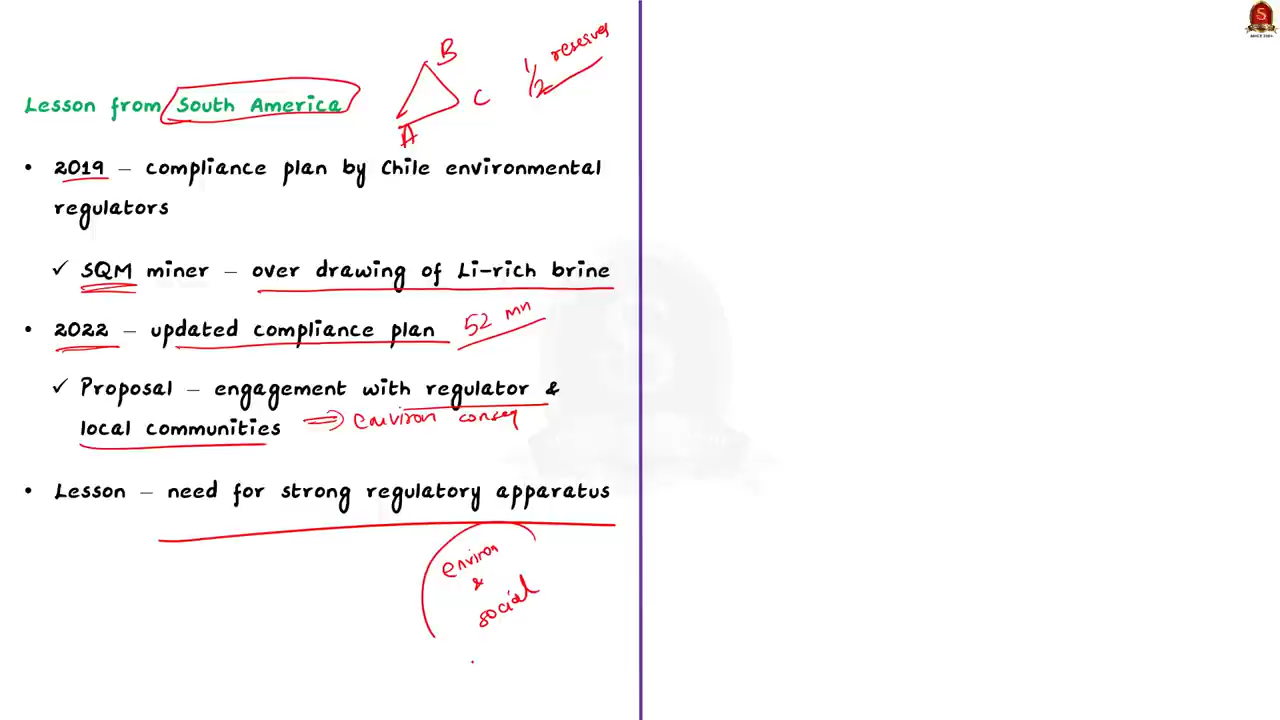 B
Lesson from South America
C
A
1/2 reserves
• 2019 – compliance plan by Chile environmental
regulators
✓ SQM miner – over drawing of Li-rich brine
• 2022 – updated compliance plan 52 mn
✓ Proposal – engagement with regulator &
local communities ⇒ environ conseq
• Lesson – need for strong regulatory apparatus
environ
&
social
S